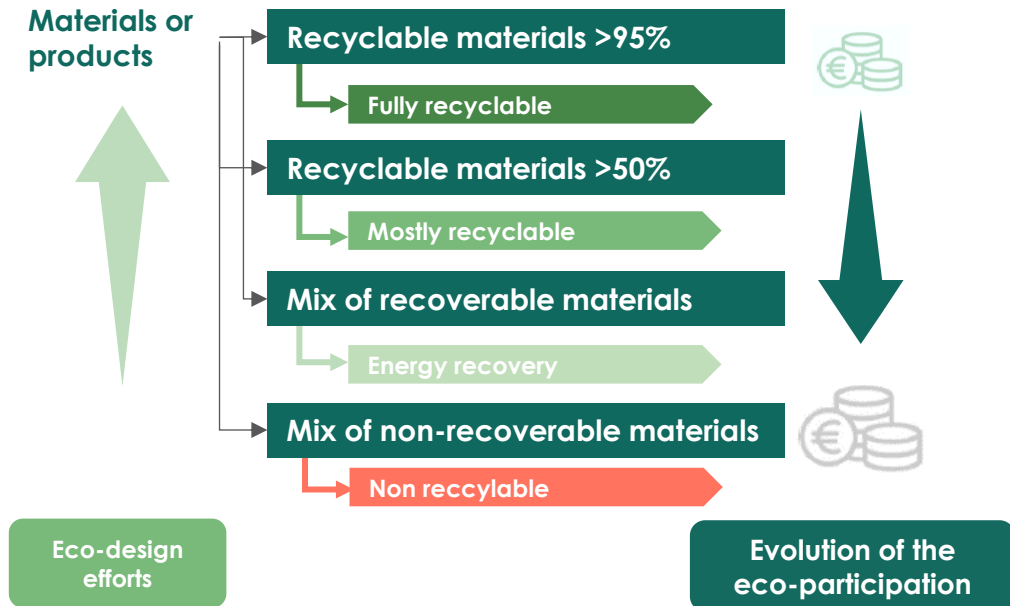 Materials or
products
Recyclable materials >95%
Fully recyclable
Recyclable materials >50%
Mostly recyclable
Mix of recoverable materials
Energy recovery
Mix of non-recoverable materials
Non reccylable
Eco-design
efforts
Evolution of the
eco-participation
€
€